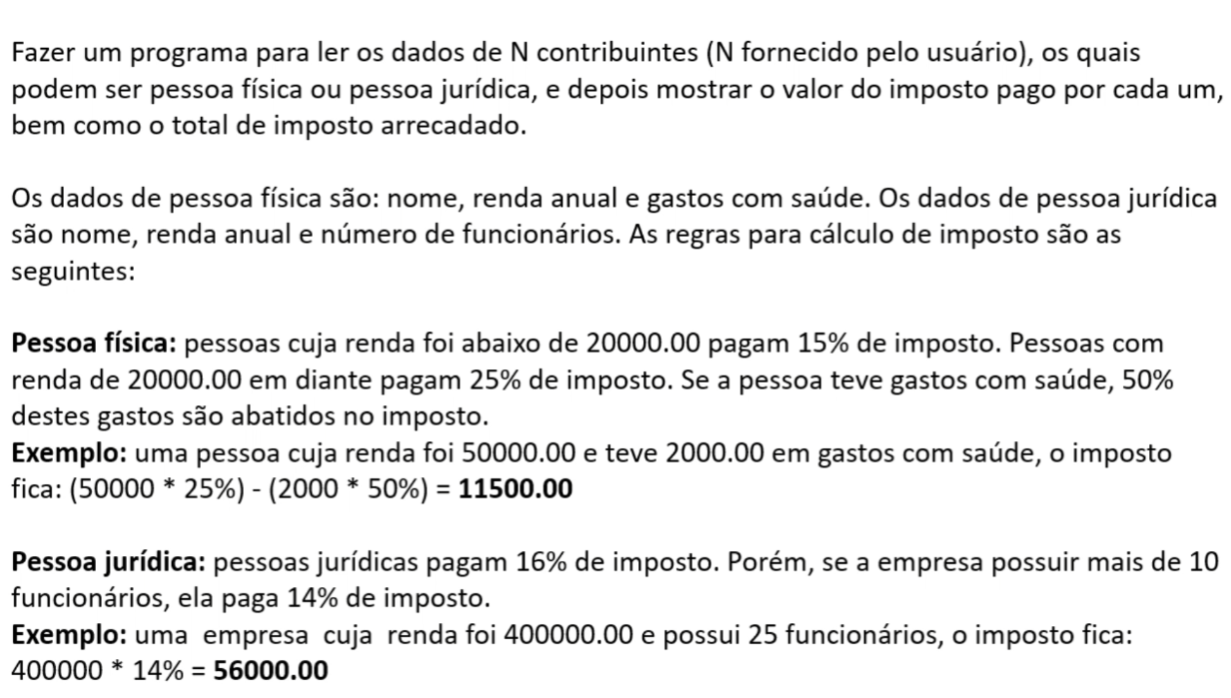 Fazer um programa para ler os dados de N contribuintes (N fornecido pelo usuário), os quais
podem ser pessoa física ou pessoa jurídica, e depois mostrar o valor do imposto pago por cada um,
bem como o total de imposto arrecadado.
Os dados de pessoa física são: nome, renda anual e gastos com saúde. Os dados de pessoa jurídica
são nome, renda anual e número de funcionários. As regras para cálculo de imposto são as
seguintes:
Pessoa física: pessoas cuja renda foi abaixo de 20000.00 pagam 15% de imposto. Pessoas com
renda de 20000.00 em diante pagam 25% de imposto. Se a pessoa teve gastos com saúde, 50%
destes gastos são abatidos no imposto.
Exemplo: uma pessoa cuja renda foi 50000.00 e teve 2000.00 em gastos com saúde, o imposto
fica: (50000 * 25%) - (2000 * 50%) = 11500.00
Pessoa jurídica: pessoas jurídicas pagam 16% de imposto. Porém, se a empresa possuir mais de 10
funcionários, ela paga 14% de imposto.
Exemplo: uma empresa cuja renda foi 400000.00 e possui 25 funcionários, o imposto fica:
400000 * 14% = 56000.00